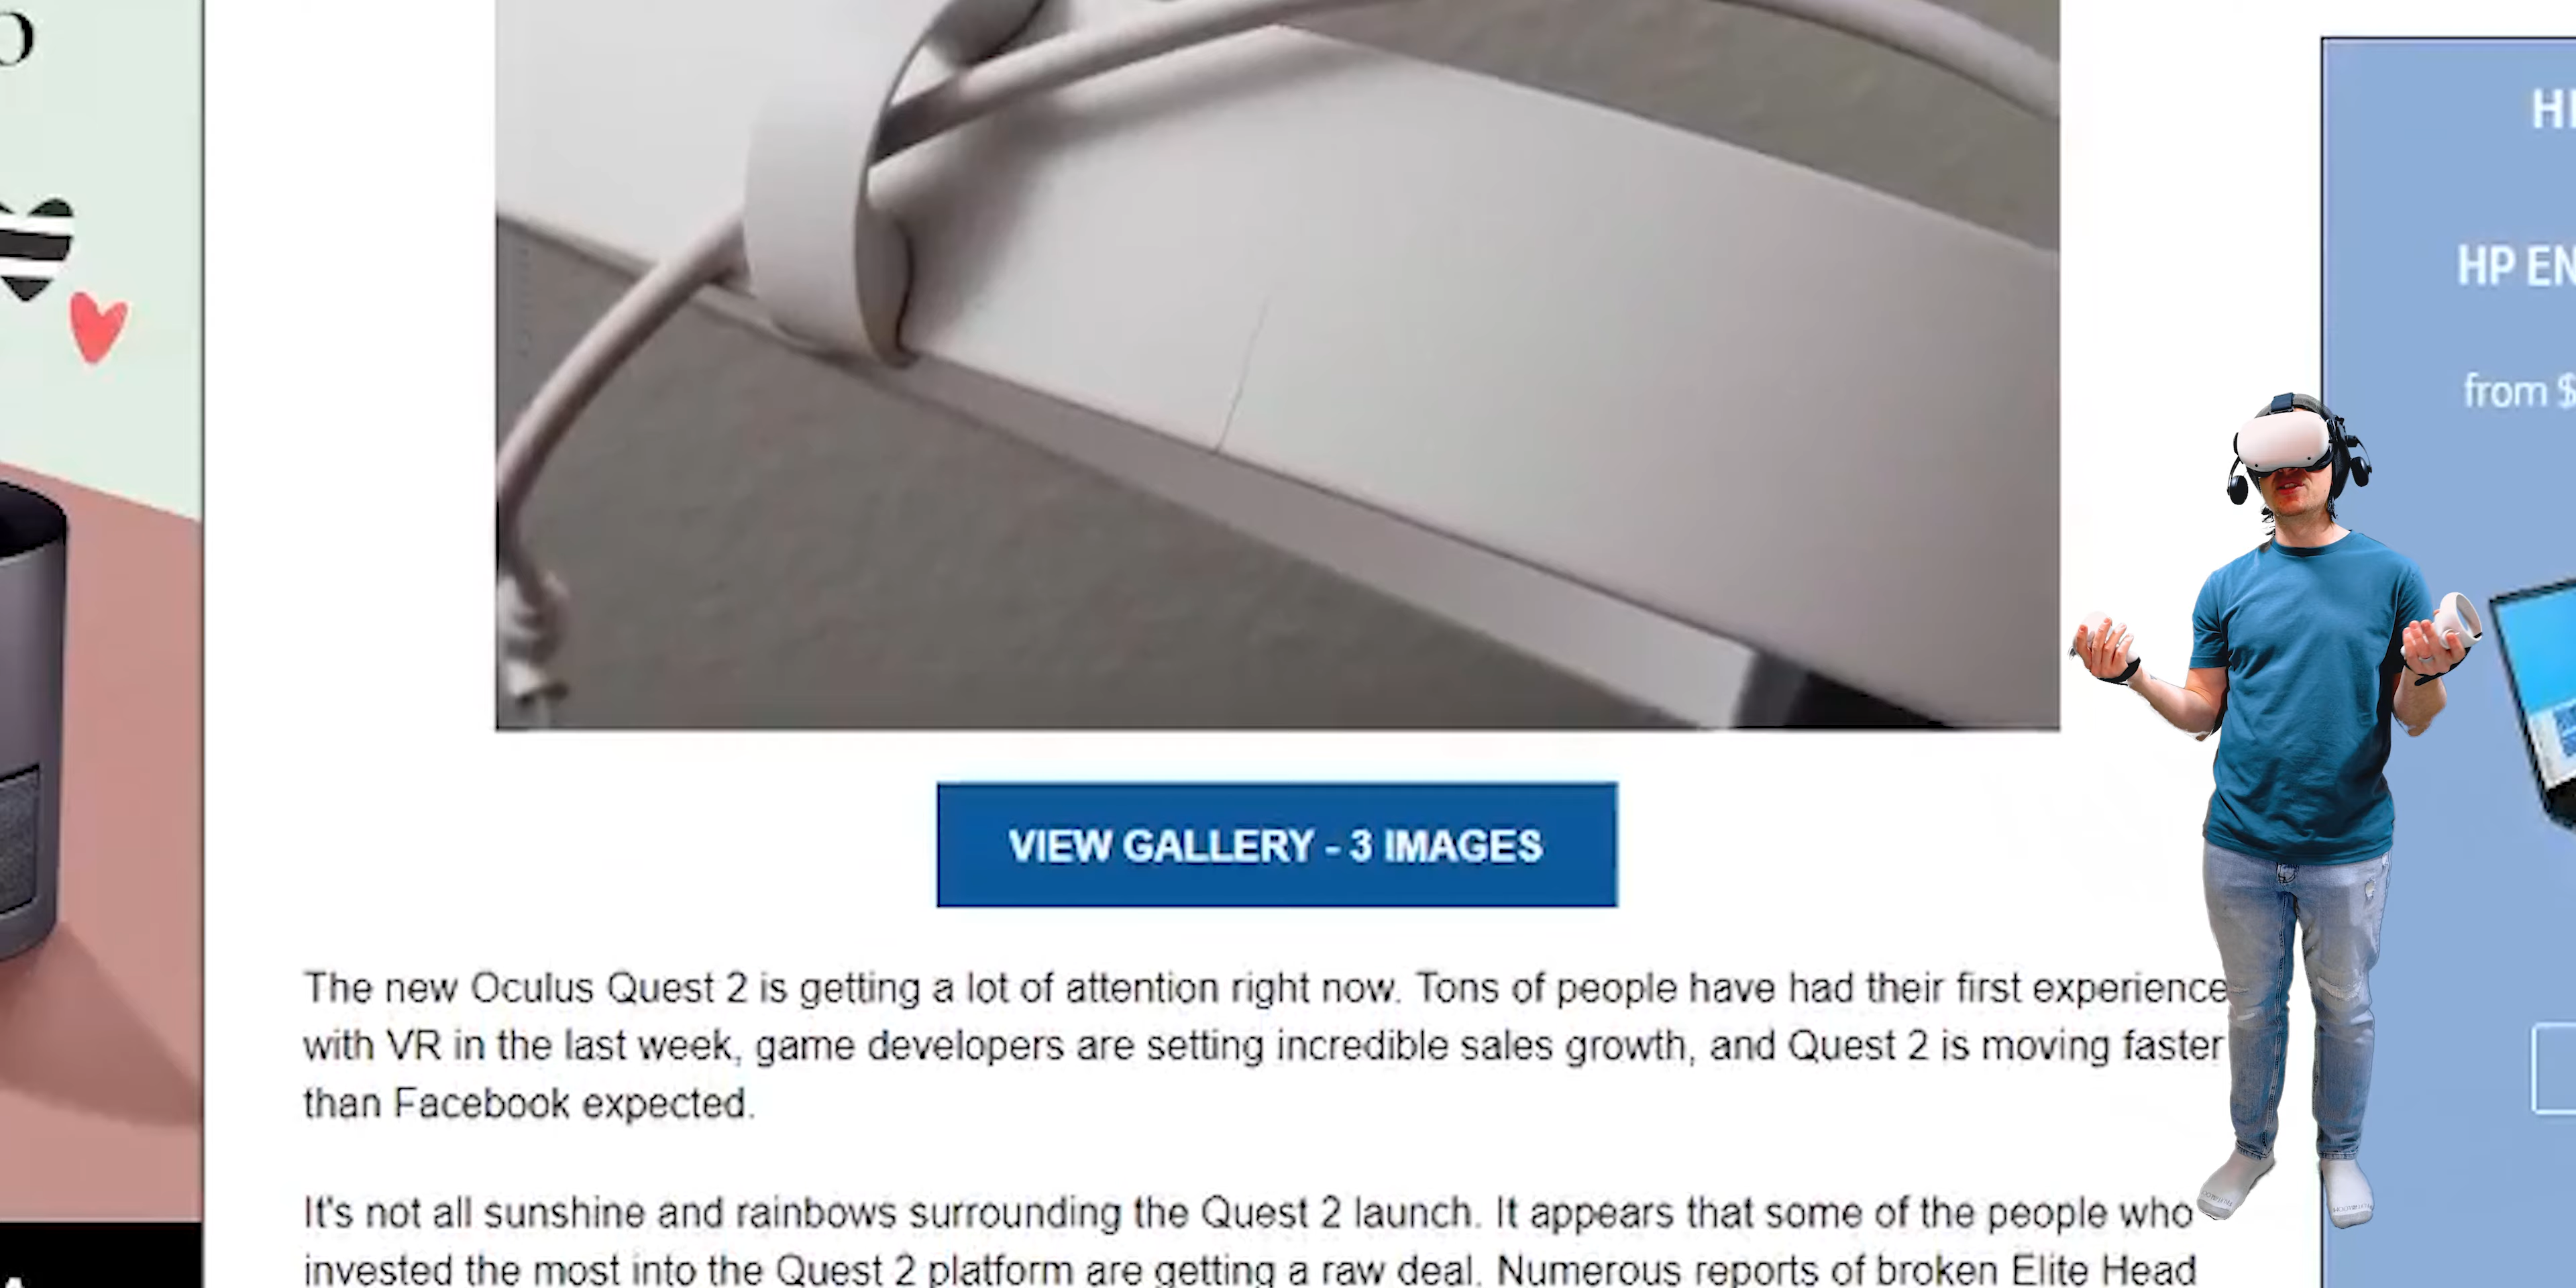 HP EN
from $
VIEW GALLERY - 3 IMAGES
The new Oculus Quest 2 is getting a lot of attention right now. Tons of people have had their first experience
with VR in the last week, game developers are setting incredible sales growth, and Quest 2 is moving faster
than Facebook expected.
It's not all sunshine and rainbows surrounding the Quest 2 launch. It appears that some of the people who
invested the most into the Quest 2 platform are getting a raw deal. Numerous reports of broken Elite Head